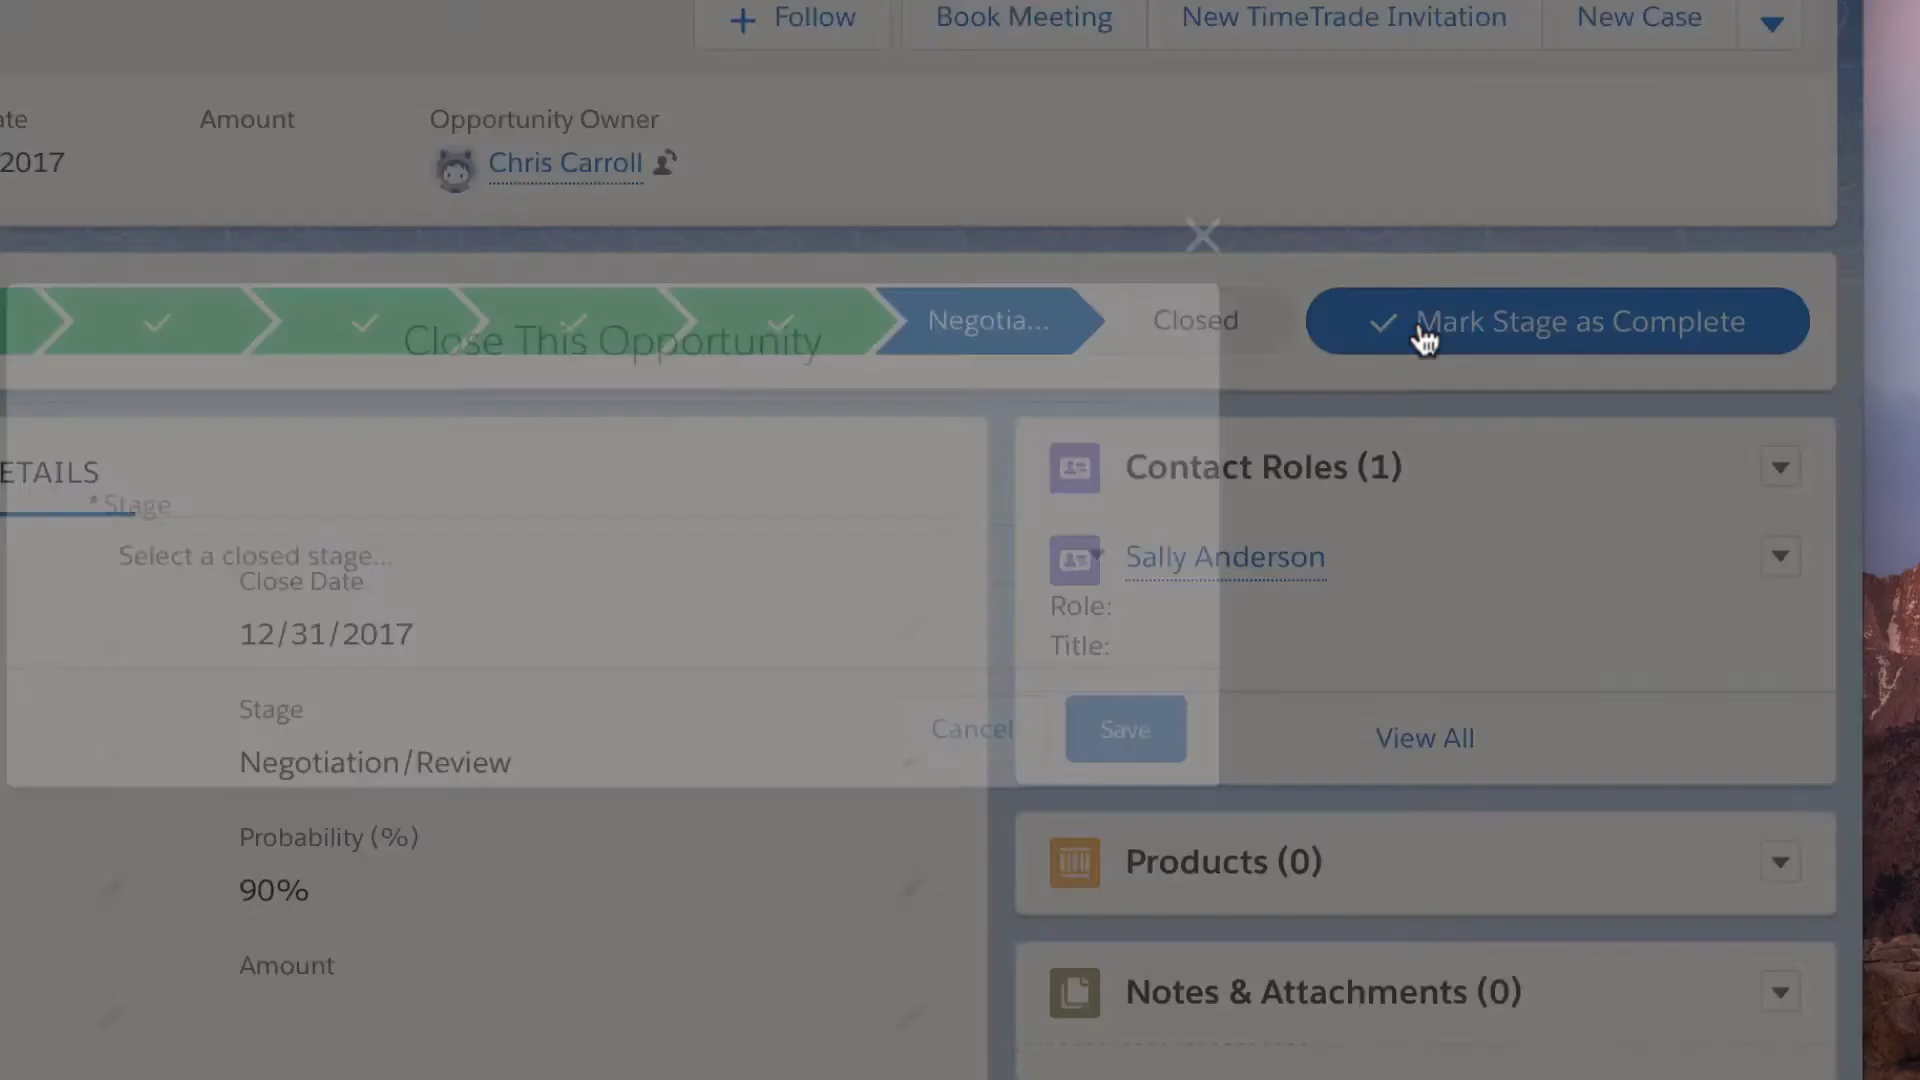 Follow
Book Meeting
New TimeTrade Invitation
New Case
ate
Amount
Opportunity Owner
2017
Chris Carroll
Negotia...
Closed
Mark Stage as Complete
Close This Opportunity
ETAILS
Contact Roles (1)
* Stage
Select a closed stage...
Sally Anderson
Close Date
Role:
12/31/2017
Title:
Stage
Cancel
Save
View All
Negotiation/Review
Probability (%)
Products (0)
90%
Amount
Notes & Attachments (0)